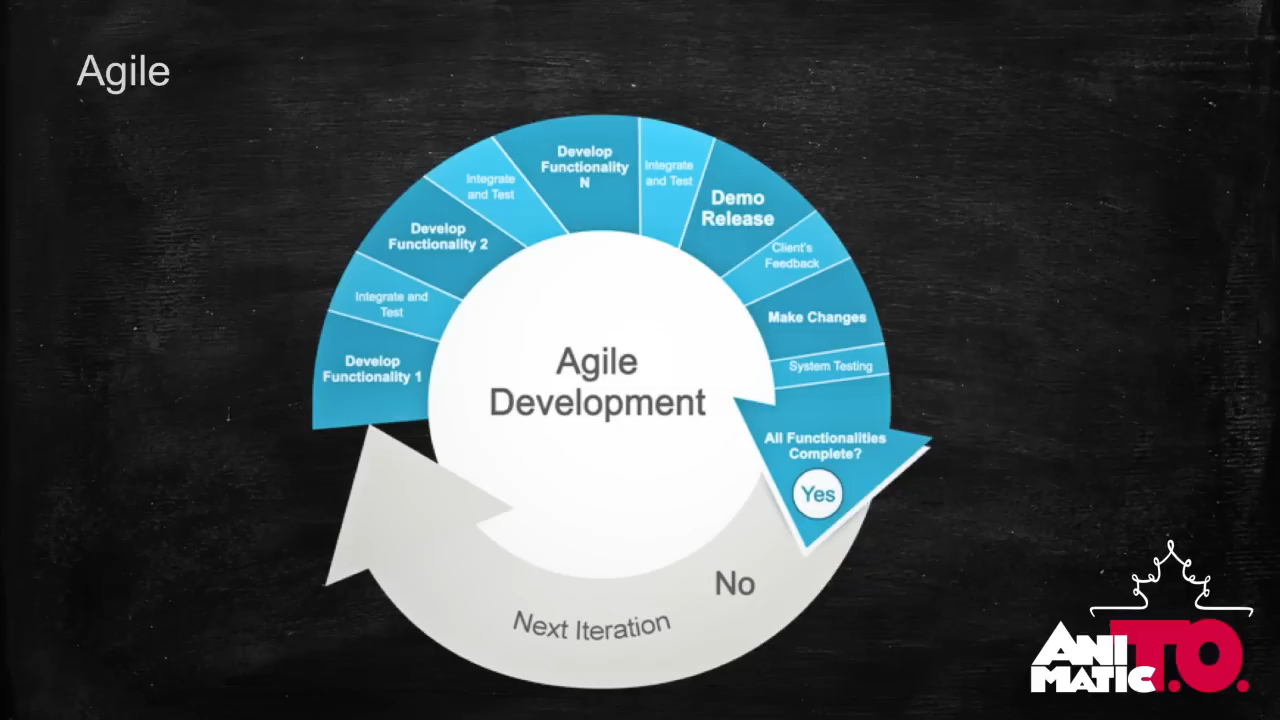 Agile
Develop
Functionality
N
Integrate
and Test
Integrate
and Test
Demo
Release
Develop
Functionality 2
Client's
Feedback
Integrate and
Test
Make Changes
Develop
Functionality 1
System Testing
Agile
Development
All Functionalities
Complete?
Yes
No
Next Iteration
ANI
MATIC T.O.